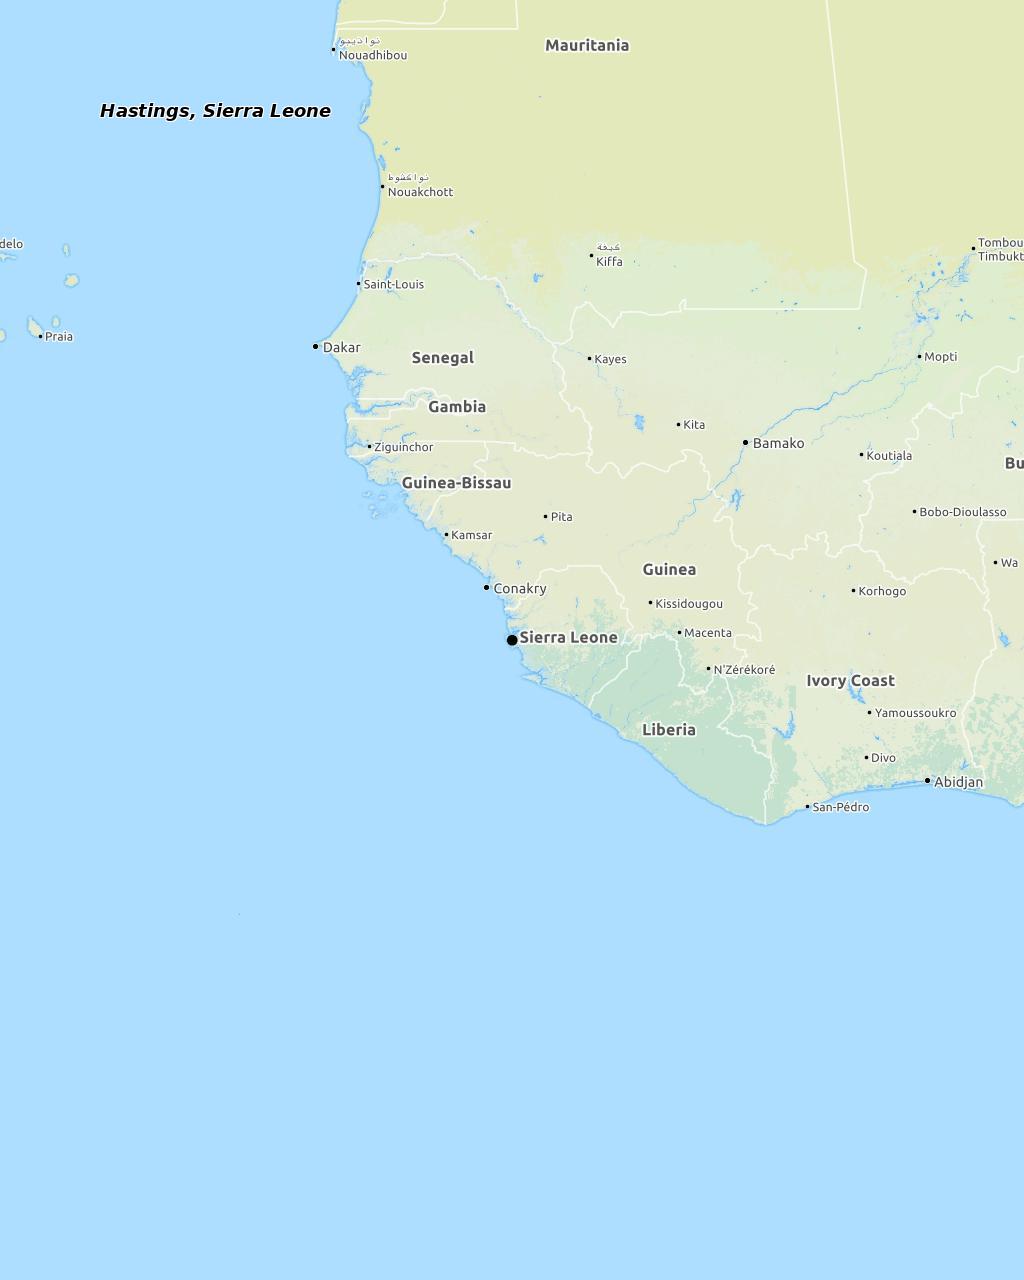 نواذيبو
Nouadhibou
Mauritania
Hastings, Sierra Leone
نواكشوط
Nouakchott
delo
كيفة
Kiffa
Tombou
Timbukt
Saint-Louis
Praia
Dakar
Senegal
Kayes
Mopti
Gambia
Kita
Ziguinchor
Bamako
Koutiala
Bu
Guinea-Bissau
Pita
Bobo-Dioulasso
Kamsar
Guinea
Wa
Conakry
Kissidougou
Korhogo
Sierra Leone
Macenta
N'Zérékoré
Ivory Coast
Yamoussoukro
Liberia
Divo
Abidjan
San-Pédro